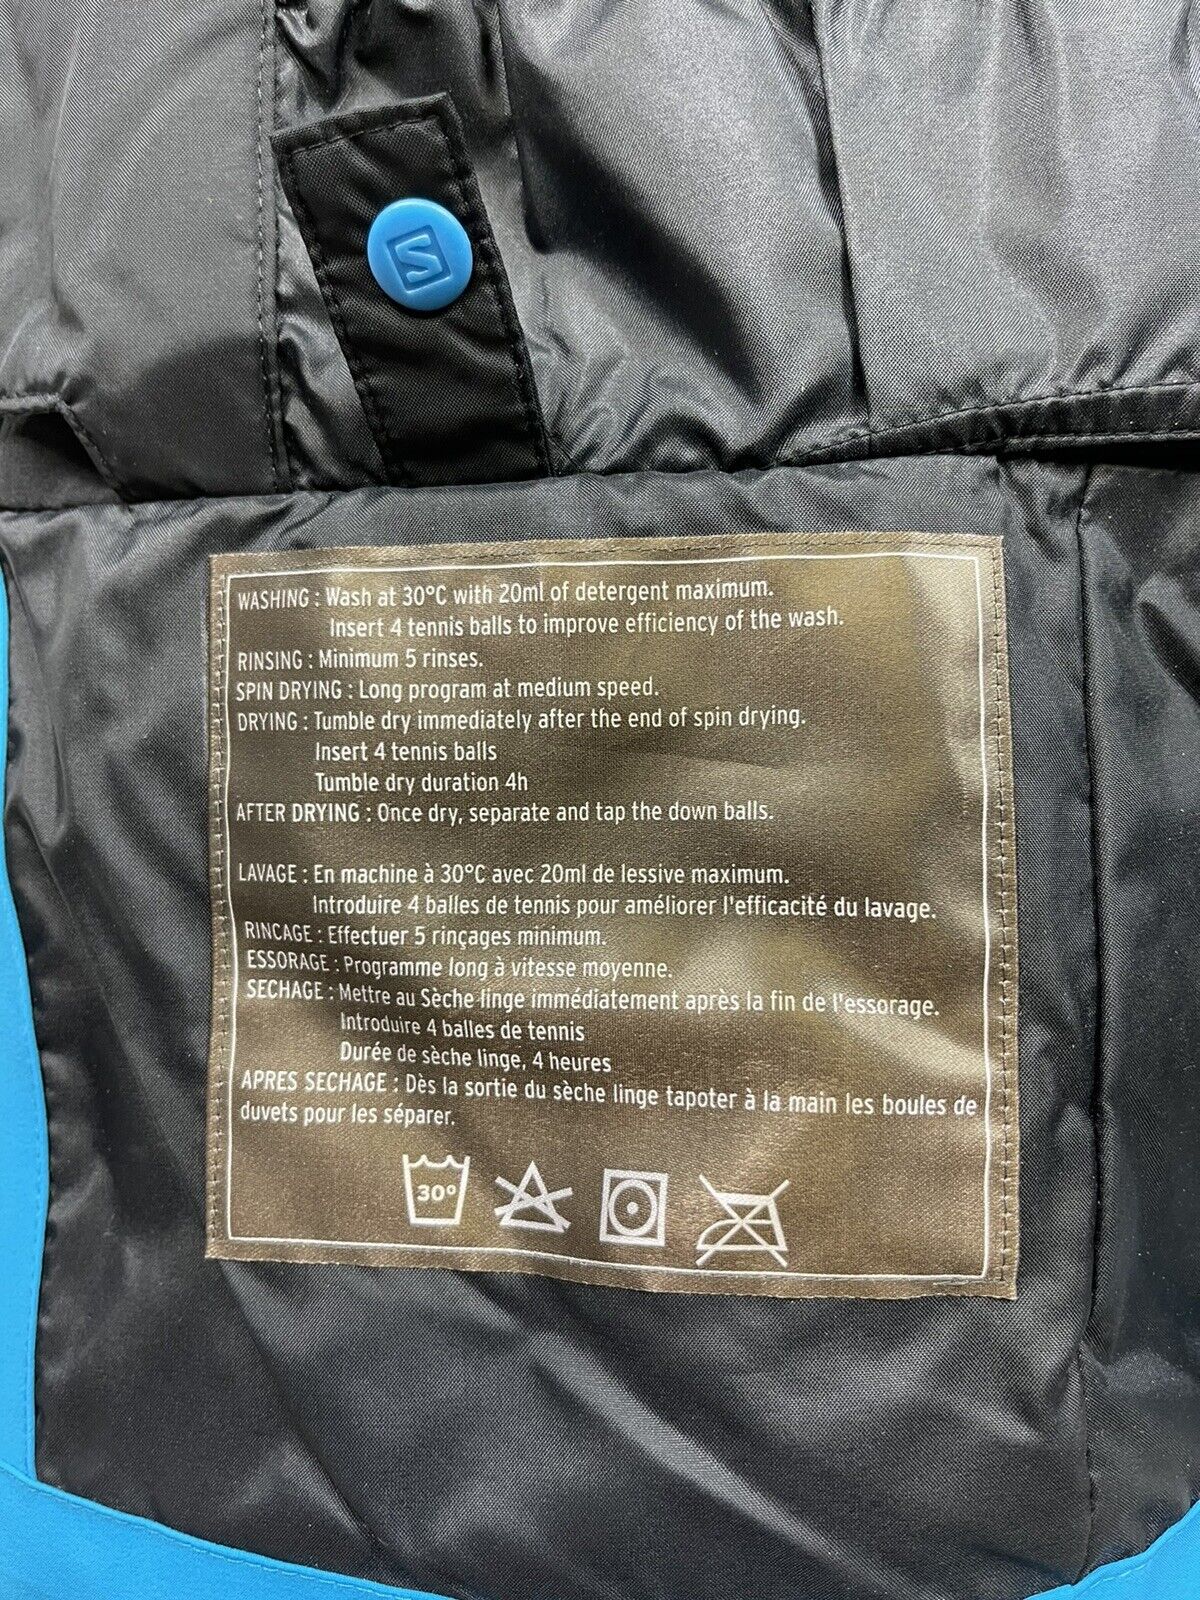 S
WASHING : Wash at 30°C with 20ml of detergent maximum.
Insert 4 tennis balls to improve efficiency of the wash.
RINSING : Minimum 5 rinses.
SPIN DRYING : Long program at medium speed.
DRYING : Tumble dry immediately after the end of spin drying.
Insert 4 tennis balls
Tumble dry duration 4h
AFTER DRYING : Once dry, separate and tap the down balls.
LAVAGE : En machine à 30°C avec 20ml de lessive maximum.
Introduire 4 balles de tennis pour améliorer l'efficacité du lavage.
RINCAGE : Effectuer 5 rinçages minimum.
ESSORAGE : Programme long à vitesse moyenne.
SECHAGE : Mettre au Sèche linge immédiatement après la fin de l'essorage.
Introduire 4 balles de tennis
Durée de sèche linge, 4 heures
APRES SECHAGE : Dès la sortie du sèche linge tapoter à la main les boules de
duvets pour les séparer.
30°